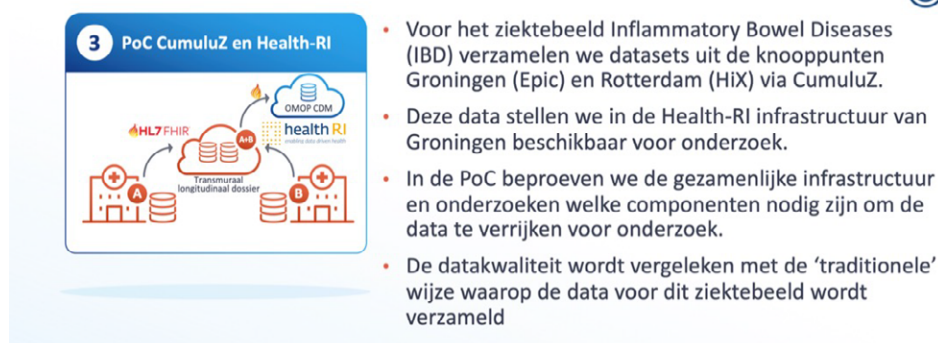 3 PoC CumuluZ en Health-RI
OMOP CDM
HL7 FHIR
health RI
enabling data driven health
A+B
Transmuraal
longitudinaal dossier
A
B
• Voor het ziektebeeld Inflammatory Bowel Diseases
(IBD) verzamelen we datasets uit de knooppunten
Groningen (Epic) en Rotterdam (HiX) via CumuluZ.
• Deze data stellen we in de Health-RI infrastructuur van
Groningen beschikbaar voor onderzoek.
• In de PoC beproeven we de gezamenlijke infrastructuur
en onderzoeken welke componenten nodig zijn om de
data te verrijken voor onderzoek.
• De datakwaliteit wordt vergeleken met de ‘traditionele’
wijze waarop de data voor dit ziektebeeld wordt
verzameld